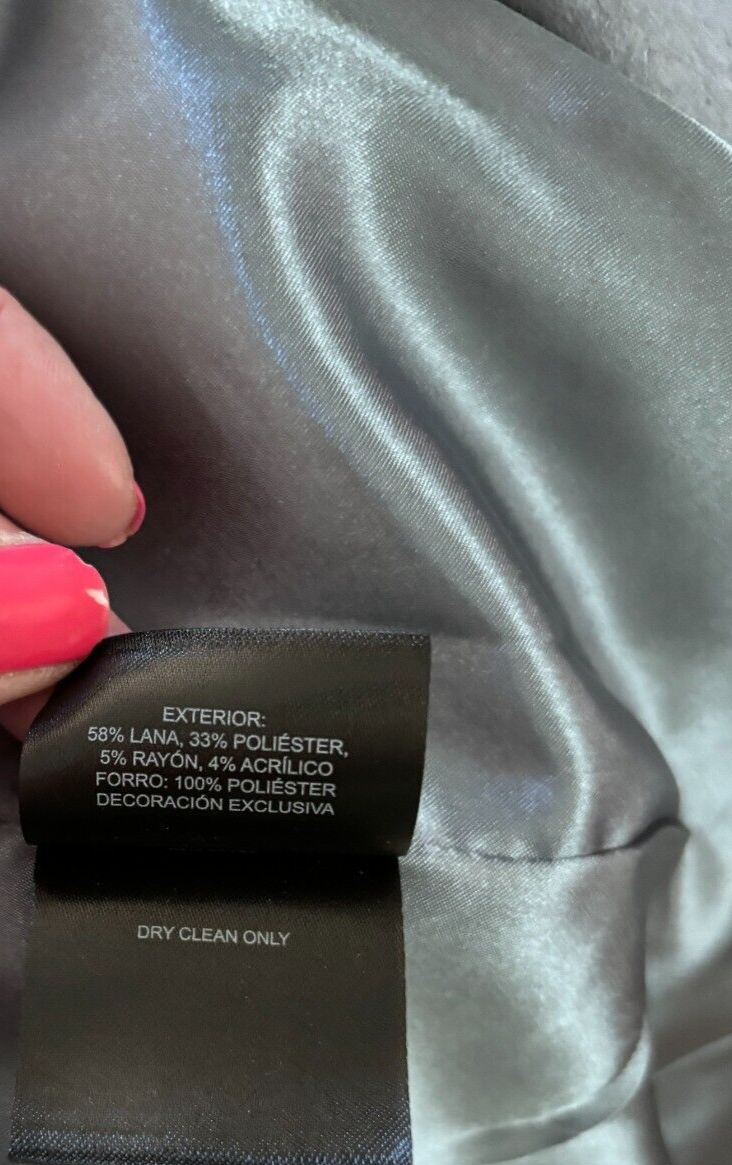 EXTERIOR:
58% LANA, 33% POLIÉSTER,
5% RAYÓN, 4% ACRÍLICO
FORRO: 100% POLIÉSTER
DECORACIÓN EXCLUSIVA
DRY CLEAN ONLY